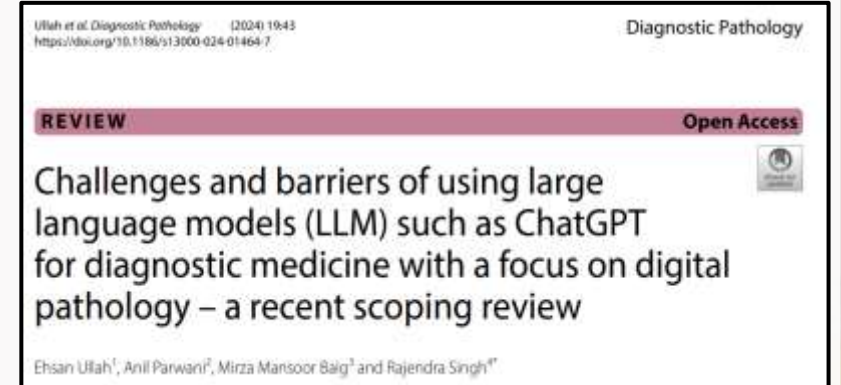 Ullah et al. Diagnostic Pathology (2024) 19:43
https://doi.org/10.1186/s13000-024-01464-7
Diagnostic Pathology
REVIEW Open Access
Challenges and barriers of using large
language models (LLM) such as ChatGPT
for diagnostic medicine with a focus on digital
pathology – a recent scoping review
Ehsan Ullah¹, Anil Parwani², Mirza Mansoor Baig³ and Rajendra Singh⁴*